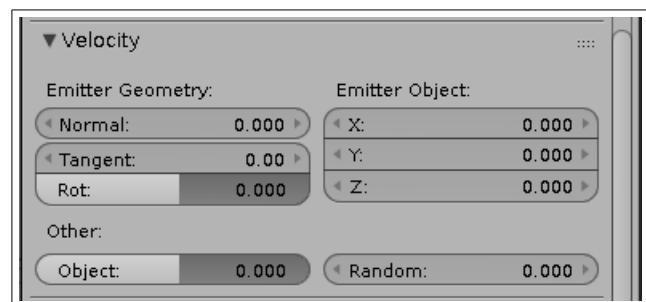 Velocity
Emitter Geometry:
Normal: 0.000
Tangent: 0.00
Rot: 0.000
Emitter Object:
X: 0.000
Y: 0.000
Z: 0.000
Other:
Object: 0.000
Random: 0.000